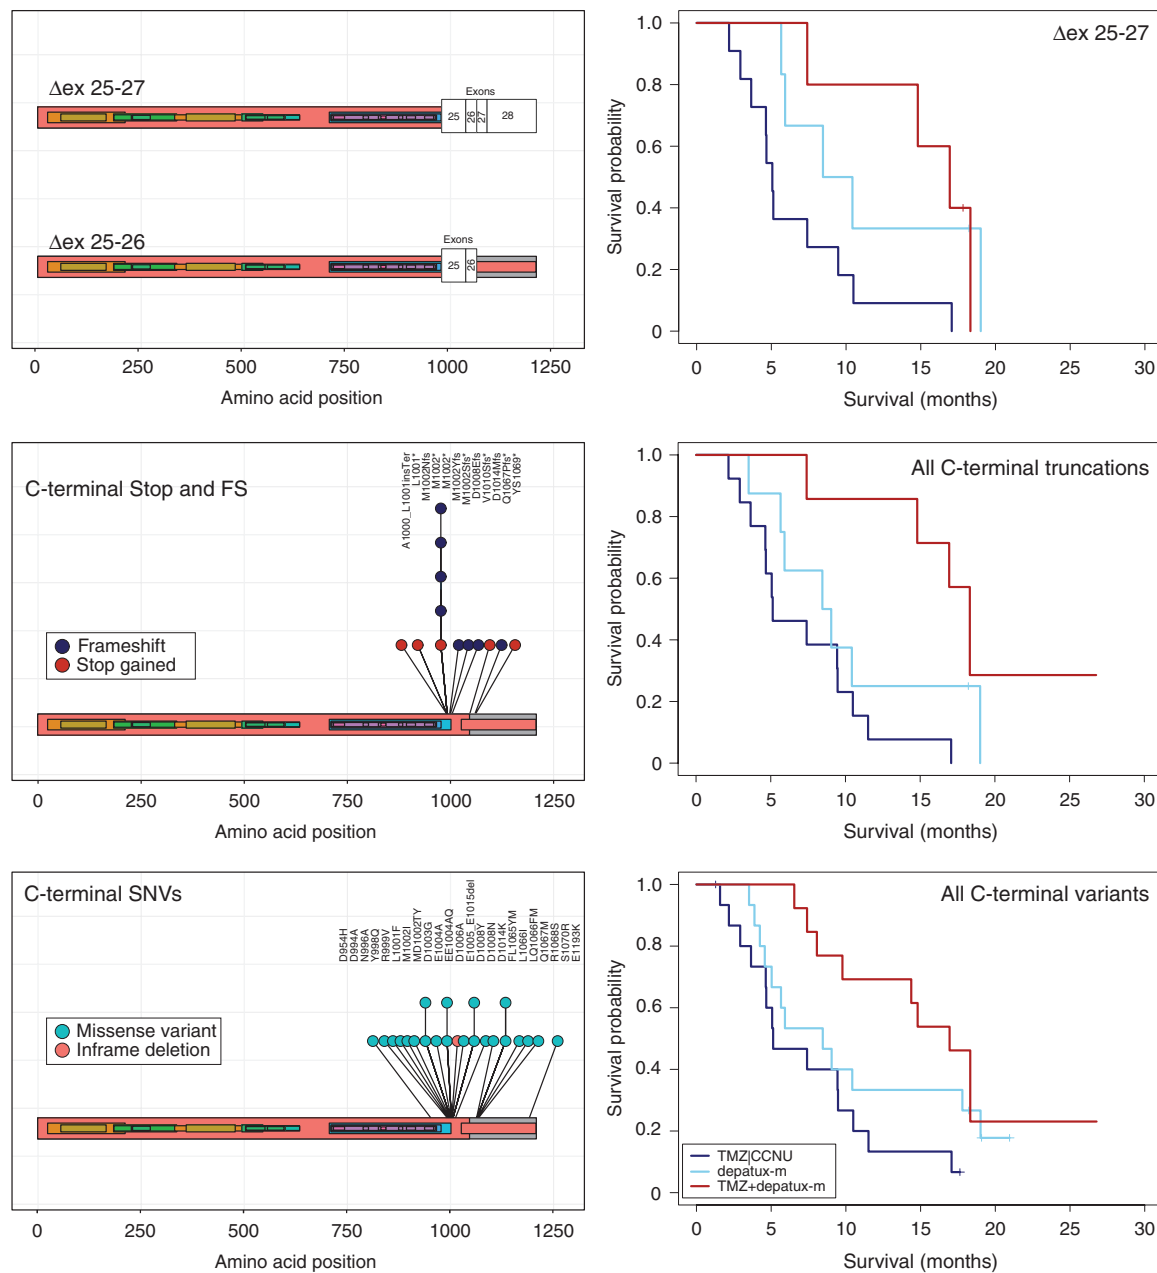 Δex 25-27
Exons
25 26 27 28
Δex 25-26
Exons
25 26
0 250 500 750 1000 1250
Amino acid position
Δex 25-27
Survival probability
1.0
0.8
0.6
0.4
0.2
0
0 5 10 15 20 25 30
Survival (months)
C-terminal Stop and FS
A1000_L1001insTer
L1001*
M1002Nfs
M1002*
M1002*
M1002Yfs
M1002Sfs*
D1008Efs
V1010Sfs*
D1014Mfs
Q1067Pfs*
YS1069*
Frameshift
Stop gained
0 250 500 750 1000 1250
Amino acid position
All C-terminal truncations
Survival probability
1.0
0.8
0.6
0.4
0.2
0
0 5 10 15 20 25 30
Survival (months)
C-terminal SNVs
D954H
D994A
N996A
Y998Q
R999V
L1001F
M1002I
MD1002TY
D1003G
E1004A
EE1004AQ
D1006A
E1005_E1015del
D1008Y
D1008N
D1014K
FL1065YM
L1066I
LQ1066FM
Q1067M
R1068S
S1070R
E1193K
Missense variant
Inframe deletion
0 250 500 750 1000 1250
Amino acid position
All C-terminal variants
Survival probability
1.0
0.8
0.6
0.4
0.2
0
TMZ|CCNU
depatux-m
TMZ+depatux-m
0 5 10 15 20 25 30
Survival (months)